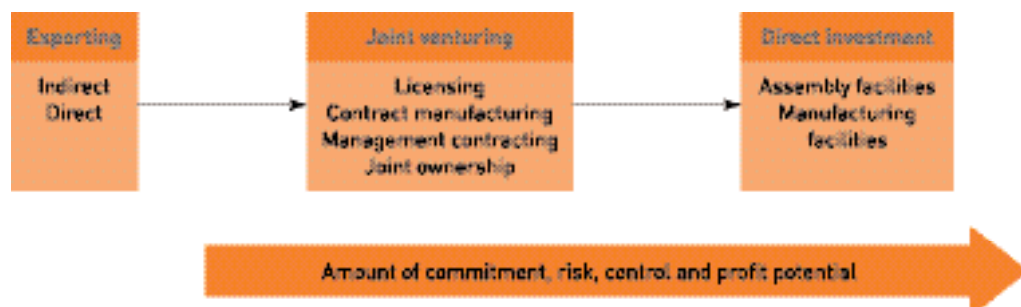 Exporting
Indirect
Direct
Joint venturing
Licensing
Contract manufacturing
Management contracting
Joint ownership
Direct investment
Assembly facilities
Manufacturing
facilities
Amount of commitment, risk, control and profit potential